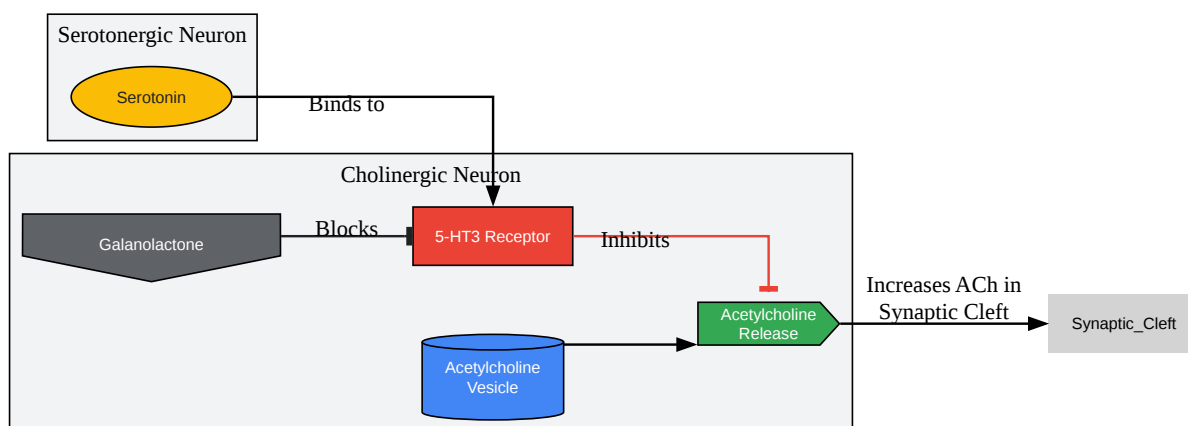 Serotonergic Neuron
Serotonin
Binds to
Cholinergic Neuron
Galanolactone
Blocks
5-HT3 Receptor
Inhibits
Increases ACh in
Synaptic Cleft
Acetylcholine
Release
Synaptic_Cleft
Acetylcholine
Vesicle